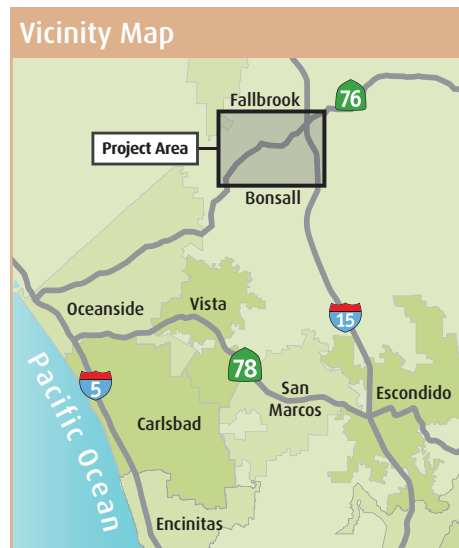 Vicinity Map
Fallbrook
76
Project Area
Bonsall
Oceanside
Vista
15
Pacific Ocean
5
78
San
Marcos
Escondido
Carlsbad
Encinitas